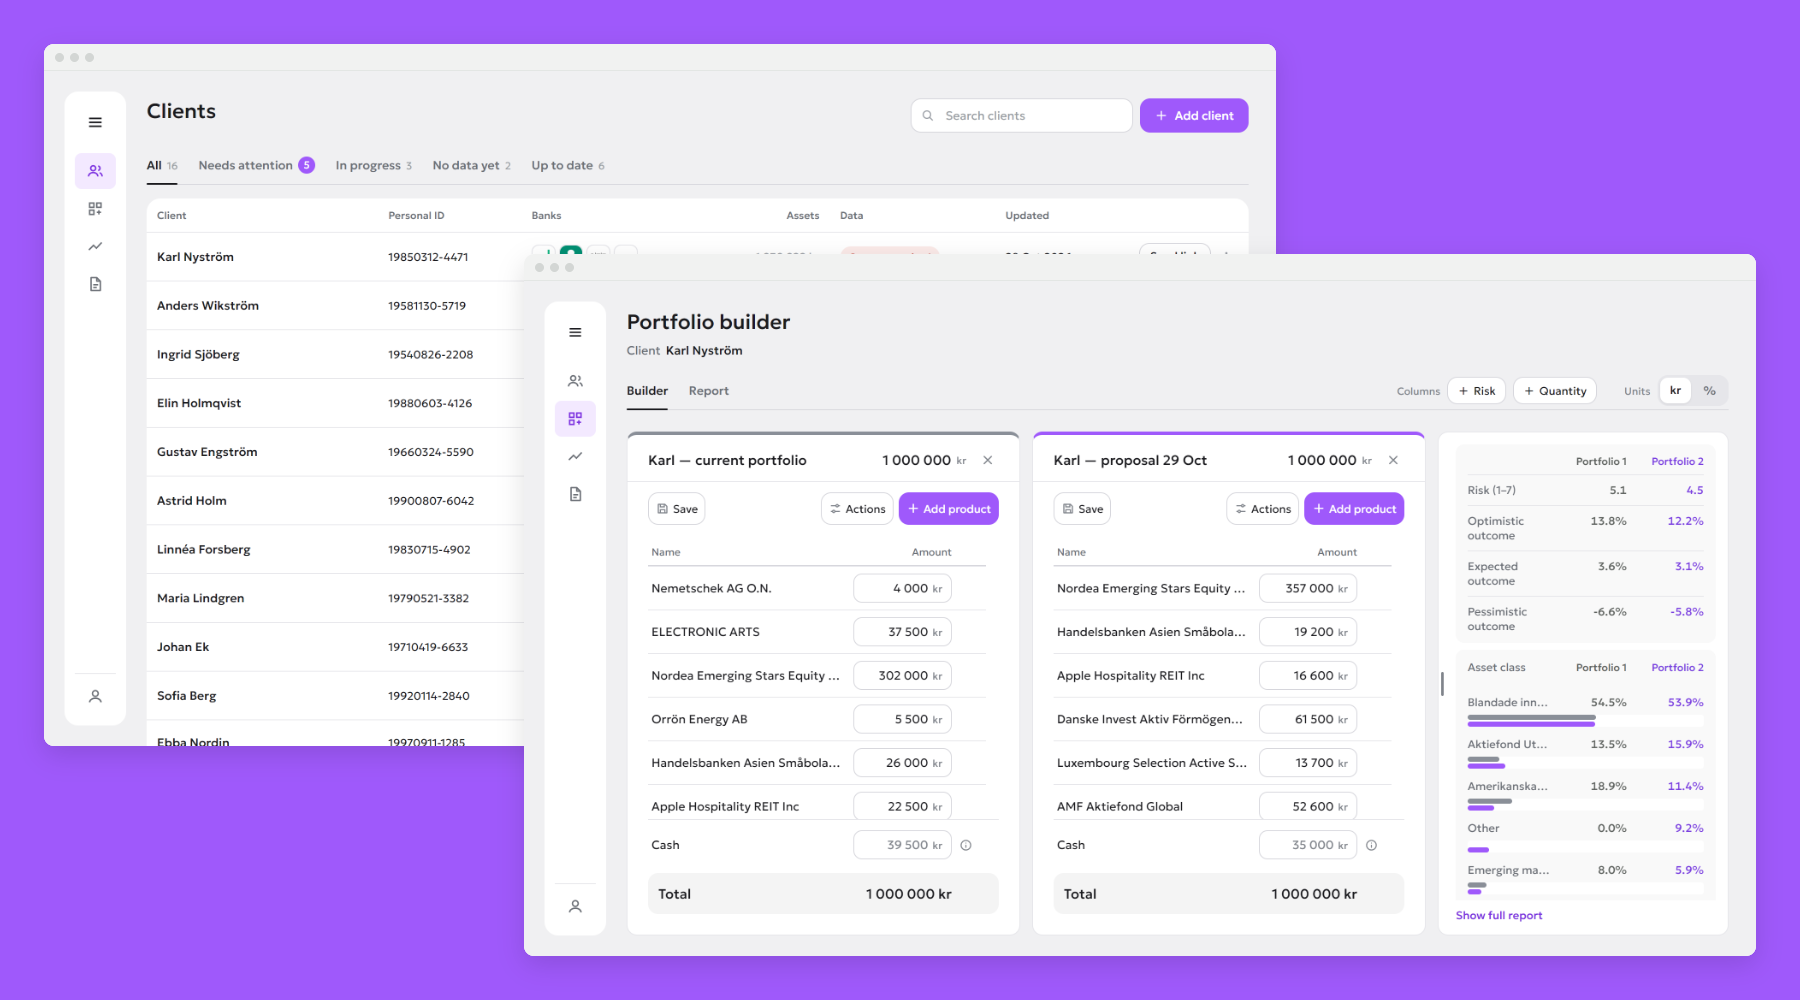 Clients
Search clients
+ Add client
All 16 Needs attention 5 In progress 3 No data yet 2 Up to date 6
Client Personal ID Banks Assets Data Updated
Karl Nyström 19850312-4471
Anders Wikström 19581130-5719
Ingrid Sjöberg 19540826-2208
Elin Holmqvist 19880603-4126
Gustav Engström 19660324-5590
Astrid Holm 19900807-6042
Linnéa Forsberg 19830715-4902
Maria Lindgren 19790521-3382
Johan Ek 19710419-6633
Sofia Berg 19920114-2840
Ebba Nordin 19970911-1285
Portfolio builder
Client Karl Nyström
Builder Report
Columns + Risk + Quantity Units kr %
Karl — current portfolio 1 000 000 kr
Save Actions + Add product
Name Amount
Nemetschek AG O.N. 4 000 kr
ELECTRONIC ARTS 37 500 kr
Nordea Emerging Stars Equity ... 302 000 kr
Orrön Energy AB 5 500 kr
Handelsbanken Asien Småbola... 26 000 kr
Apple Hospitality REIT Inc 22 500 kr
Cash 39 500 kr
Total 1 000 000 kr
Karl — proposal 29 Oct 1 000 000 kr
Save Actions + Add product
Name Amount
Nordea Emerging Stars Equity ... 357 000 kr
Handelsbanken Asien Småbola... 19 200 kr
Apple Hospitality REIT Inc 16 600 kr
Danske Invest Aktiv Förmögen... 61 500 kr
Luxembourg Selection Active S... 13 700 kr
AMF Aktiefond Global 52 600 kr
Cash 35 000 kr
Total 1 000 000 kr
Portfolio 1 Portfolio 2
Risk (1–7) 5.1 4.5
Optimistic 13.8% 12.2%
outcome
Expected 3.6% 3.1%
outcome
Pessimistic -6.6% -5.8%
outcome
Asset class Portfolio 1 Portfolio 2
Blandade inn... 54.5% 53.9%
Aktiefond Ut... 13.5% 15.9%
Amerikanska... 18.9% 11.4%
Other 0.0% 9.2%
Emerging ma... 8.0% 5.9%
Show full report